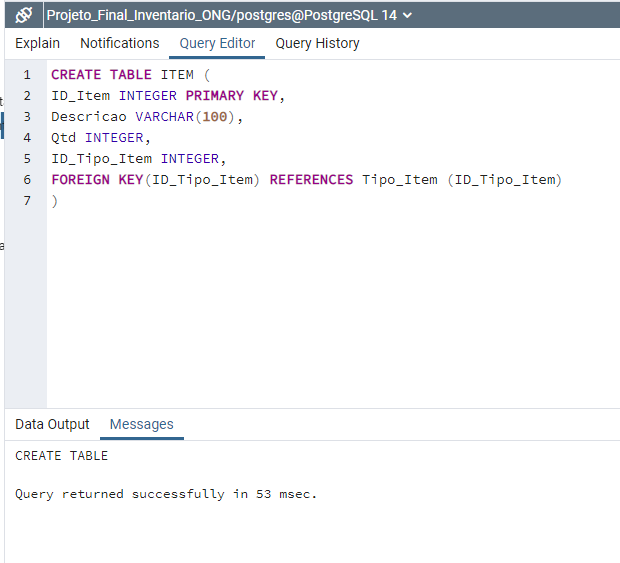 Projeto_Final_Inventario_ONG/postgres@PostgreSQL 14
Explain Notifications Query Editor Query History
1 CREATE TABLE ITEM (
2 ID_Item INTEGER PRIMARY KEY,
3 Descricao VARCHAR(100),
4 Qtd INTEGER,
5 ID_Tipo_Item INTEGER,
6 FOREIGN KEY(ID_Tipo_Item) REFERENCES Tipo_Item (ID_Tipo_Item)
7 )
Data Output Messages
CREATE TABLE
Query returned successfully in 53 msec.